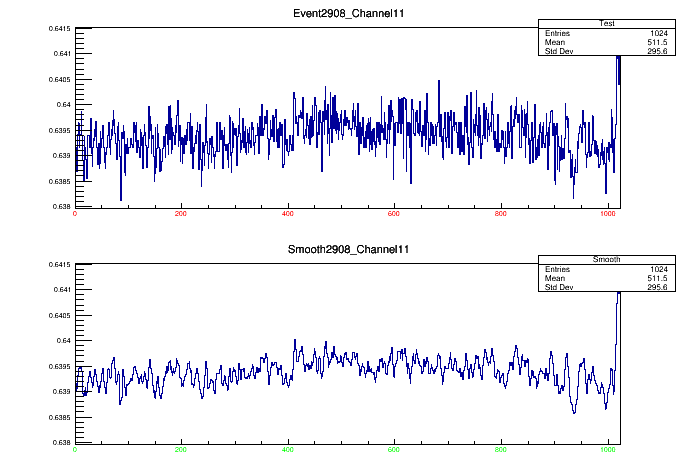 Event2908_Channel11
Test
Entries 1024
Mean 511.5
Std Dev 295.6
0.6415
0.641
0.6405
0.64
0.6395
0.639
0.6385
0.638
0 200 400 600 800 1000
Smooth2908_Channel11
Smooth
Entries 1024
Mean 511.5
Std Dev 295.6
0.6415
0.641
0.6405
0.64
0.6395
0.639
0.6385
0.638
0 200 400 600 800 1000